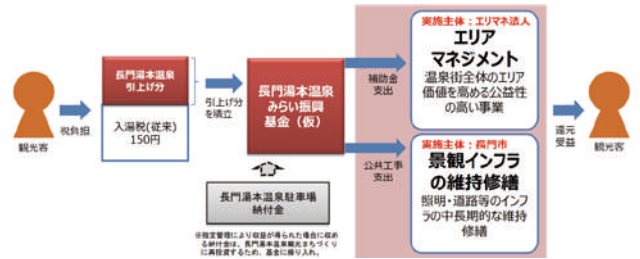 観光客
税負担
長門湯本温泉
引上げ分
入湯税(従来)
150円
引上げ分
を積立
長門湯本温泉
みらい振興
基金（仮）
長門湯本温泉駐車場
納付金
※指定管理により収益が得られた場合に収め
る納付金は、長門湯本温泉観光まちづくり
に再投資するため、基金に繰り入れ。
補助金
支出
公共工事
支出
実施主体：エリマネ法人
エリア
マネジメント
温泉街全体のエリア
価値を高める公益性
の高い事業
実施主体：長門市
景観インフラ
の維持修繕
照明・道路等のインフ
ラの中長期的な維持
修繕
還元
受益
観光客